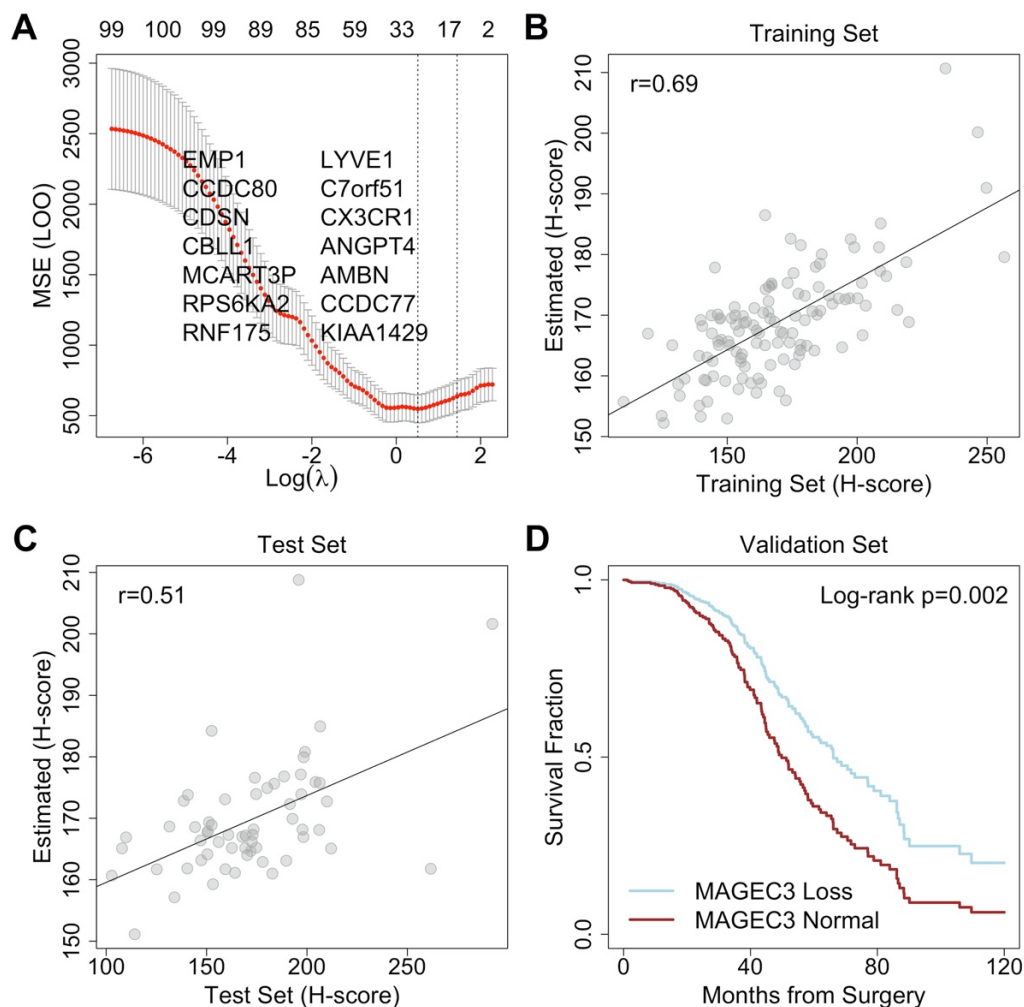 A
99 100 99 89 85 59 33 17 2
MSE (LOO)
3000
2500
2000
1500
1000
500
EMP1 LYVE1
CCDC80 C7orf51
CDSN CX3CR1
CBLL1 ANGPT4
MCART3P AMBN
RPS6KA2 CCDC77
RNF175 KIAA1429
-6 -4 -2 0 2
Log(λ)
B
Training Set
r=0.69
Estimated (H-score)
210
200
190
180
170
160
150
150 200 250
Training Set (H-score)
C
Test Set
r=0.51
Estimated (H-score)
210
200
190
180
170
160
150
100 150 200 250
Test Set (H-score)
D
Validation Set
Log-rank p=0.002
Survival Fraction
1.0
0.5
0.0
MAGEC3 Loss
MAGEC3 Normal
0 40 80 120
Months from Surgery